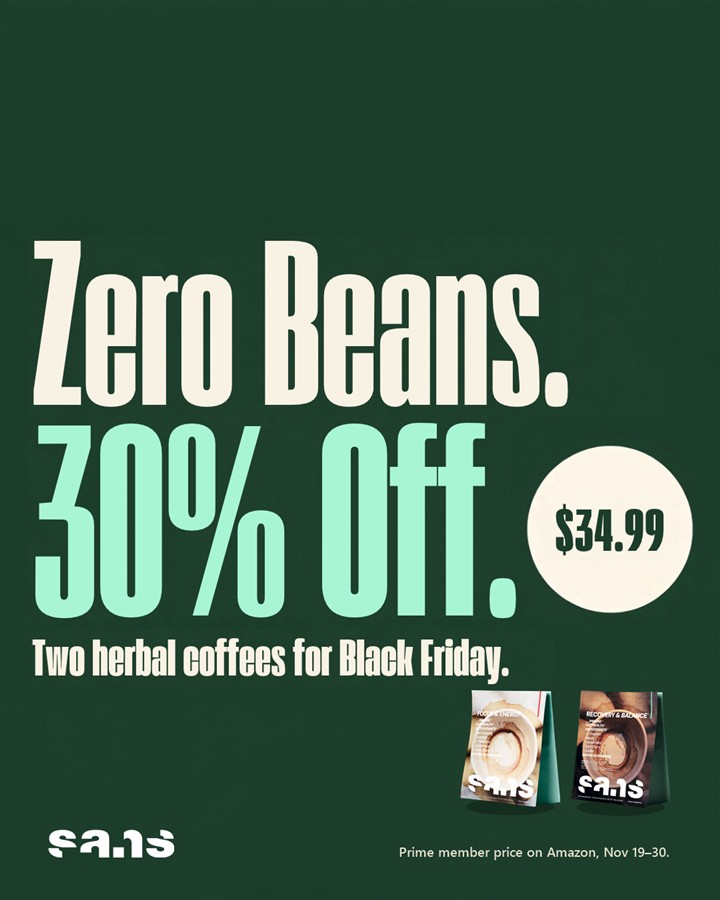 Zero Beans.
30% Off.
$34.99
Two herbal coffees for Black Friday.
FOCUS & ENERGY
sans
RECOVERY & BALANCE
sans
sans
Prime member price on Amazon, Nov 19–30.